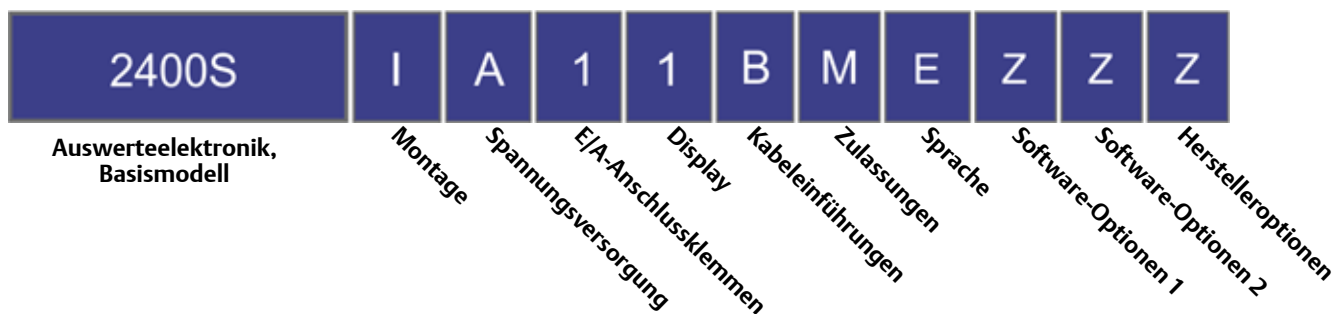 2400S I A 1 1 B M E Z Z Z
Auswerteelektronik,
Basismodell
Montage
Spannungsversorgung
E/A-Anschlussklemmen
Display
Kabeleinführungen
Zulassungen
Sprache
Software-Optionen 1
Software-Optionen 2
Herstelleroptionen